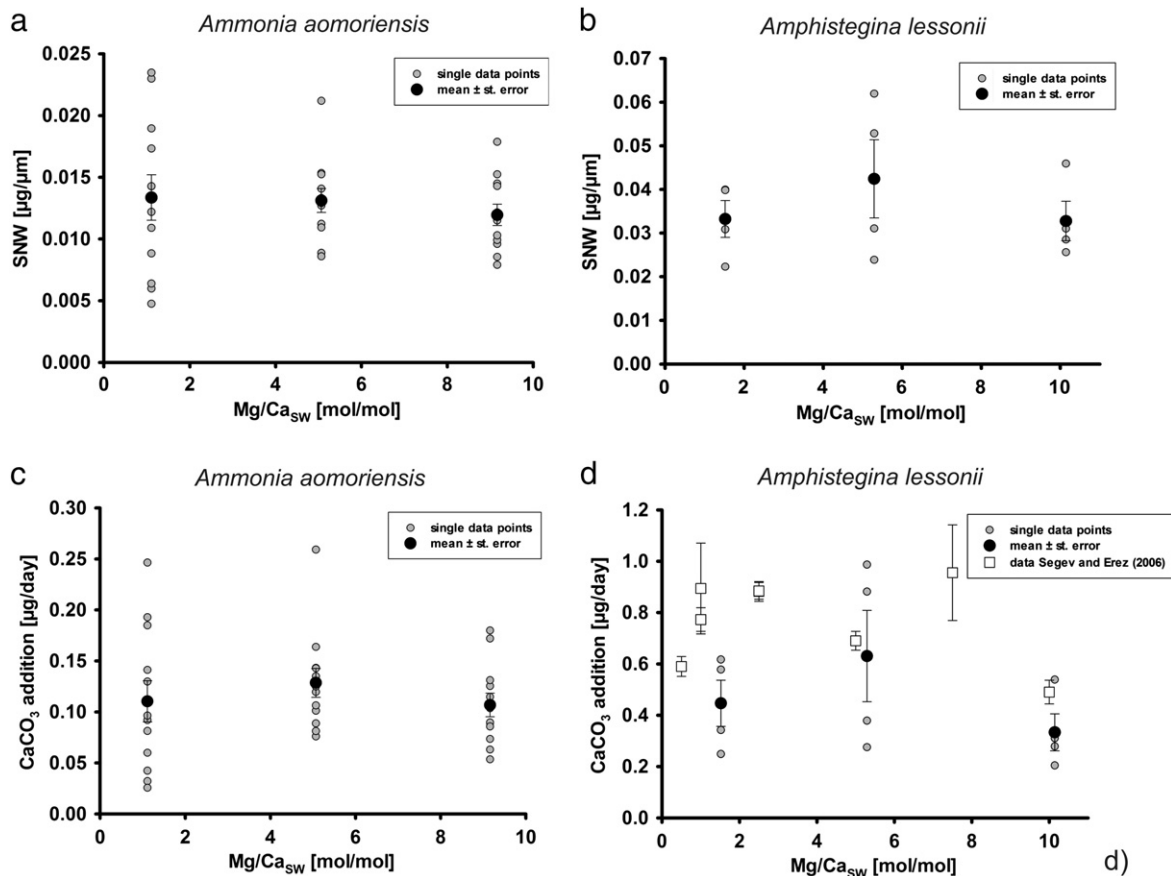 a
Ammonia aomoriensis
0.025
0.020
0.015
0.010
0.005
0.000
SNW [µg/µm]
single data points
mean ± st. error
0 2 4 6 8 10
Mg/CaSW [mol/mol]
b
Amphistegina lessonii
0.07
0.06
0.05
0.04
0.03
0.02
0.01
0.00
SNW [µg/µm]
single data points
mean ± st. error
0 2 4 6 8 10
Mg/CaSW [mol/mol]
c
Ammonia aomoriensis
0.30
0.25
0.20
0.15
0.10
0.05
0.00
CaCO3 addition [µg/day]
single data points
mean ± st. error
0 2 4 6 8 10
Mg/CaSW [mol/mol]
d
Amphistegina lessonii
1.2
1.0
0.8
0.6
0.4
0.2
0.0
CaCO3 addition [µg/day]
single data points
mean ± st. error
data Segev and Erez (2006)
0 2 4 6 8 10
Mg/CaSW [mol/mol]
d)